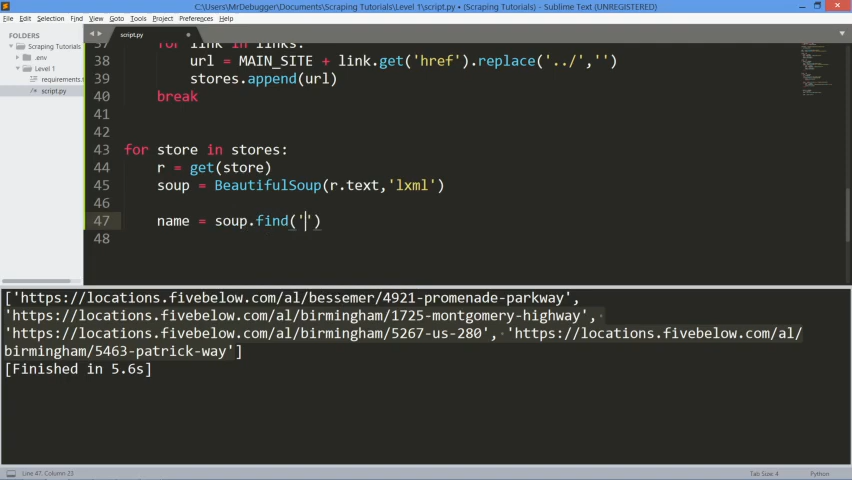 C:\Users\MrDebugger\Documents\Scraping Tutorials\Level 1\script.py • (Scraping Tutorials) - Sublime Text (UNREGISTERED)
File Edit Selection Find View Goto Tools Project Preferences Help
FOLDERS
Scraping Tutorials
.env
Level 1
requirements.
script.py
script.py
37 for link in links:
38 url = MAIN_SITE + link.get('href').replace('../','')
39 stores.append(url)
40 break
41
42
43 for store in stores:
44 r = get(store)
45 soup = BeautifulSoup(r.text,'lxml')
46
47 name = soup.find('')
48
['https://locations.fivebelow.com/al/bessemer/4921-promenade-parkway',
'https://locations.fivebelow.com/al/birmingham/1725-montgomery-highway',
'https://locations.fivebelow.com/al/birmingham/5267-us-280', 'https://locations.fivebelow.com/al/
birmingham/5463-patrick-way']
[Finished in 5.6s]
Line 47, Column 23
Tab Size: 4
Python